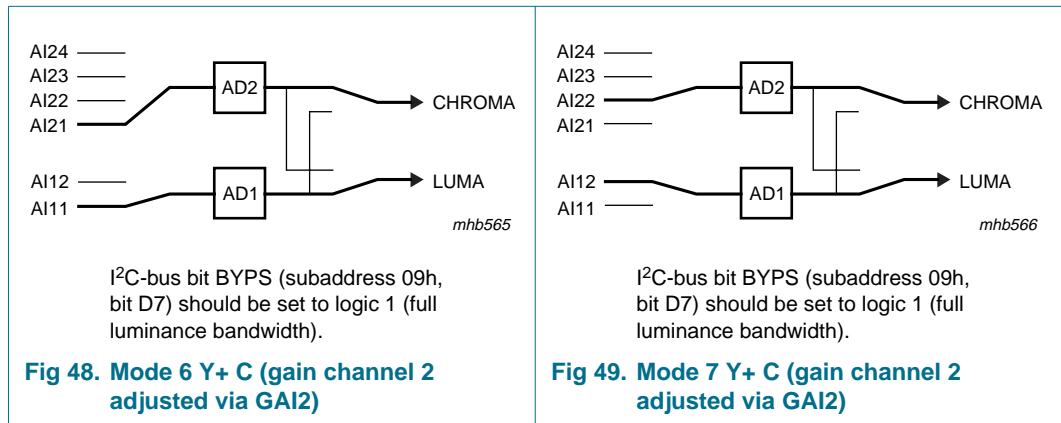 AI24
AI23
AI22
AI21
AI12
AI11
AD2
AD1
CHROMA
LUMA
mhb565
I2C-bus bit BYPS (subaddress 09h,
bit D7) should be set to logic 1 (full
luminance bandwidth).
Fig 48. Mode 6 Y+ C (gain channel 2
adjusted via GAI2)
AI24
AI23
AI22
AI21
AI12
AI11
AD2
AD1
CHROMA
LUMA
mhb566
I2C-bus bit BYPS (subaddress 09h,
bit D7) should be set to logic 1 (full
luminance bandwidth).
Fig 49. Mode 7 Y+ C (gain channel 2
adjusted via GAI2)